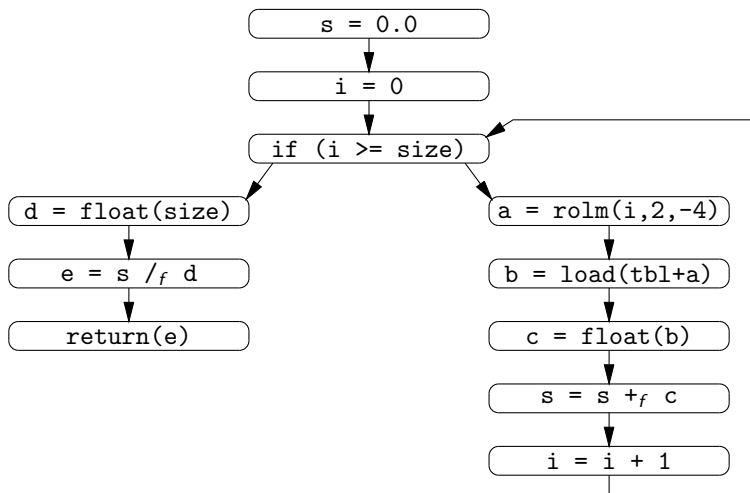 s = 0.0
i = 0
if (i >= size)
d = float(size)
e = s /f d
return(e)
a = rolm(i,2,-4)
b = load(tbl+a)
c = float(b)
s = s +f c
i = i + 1